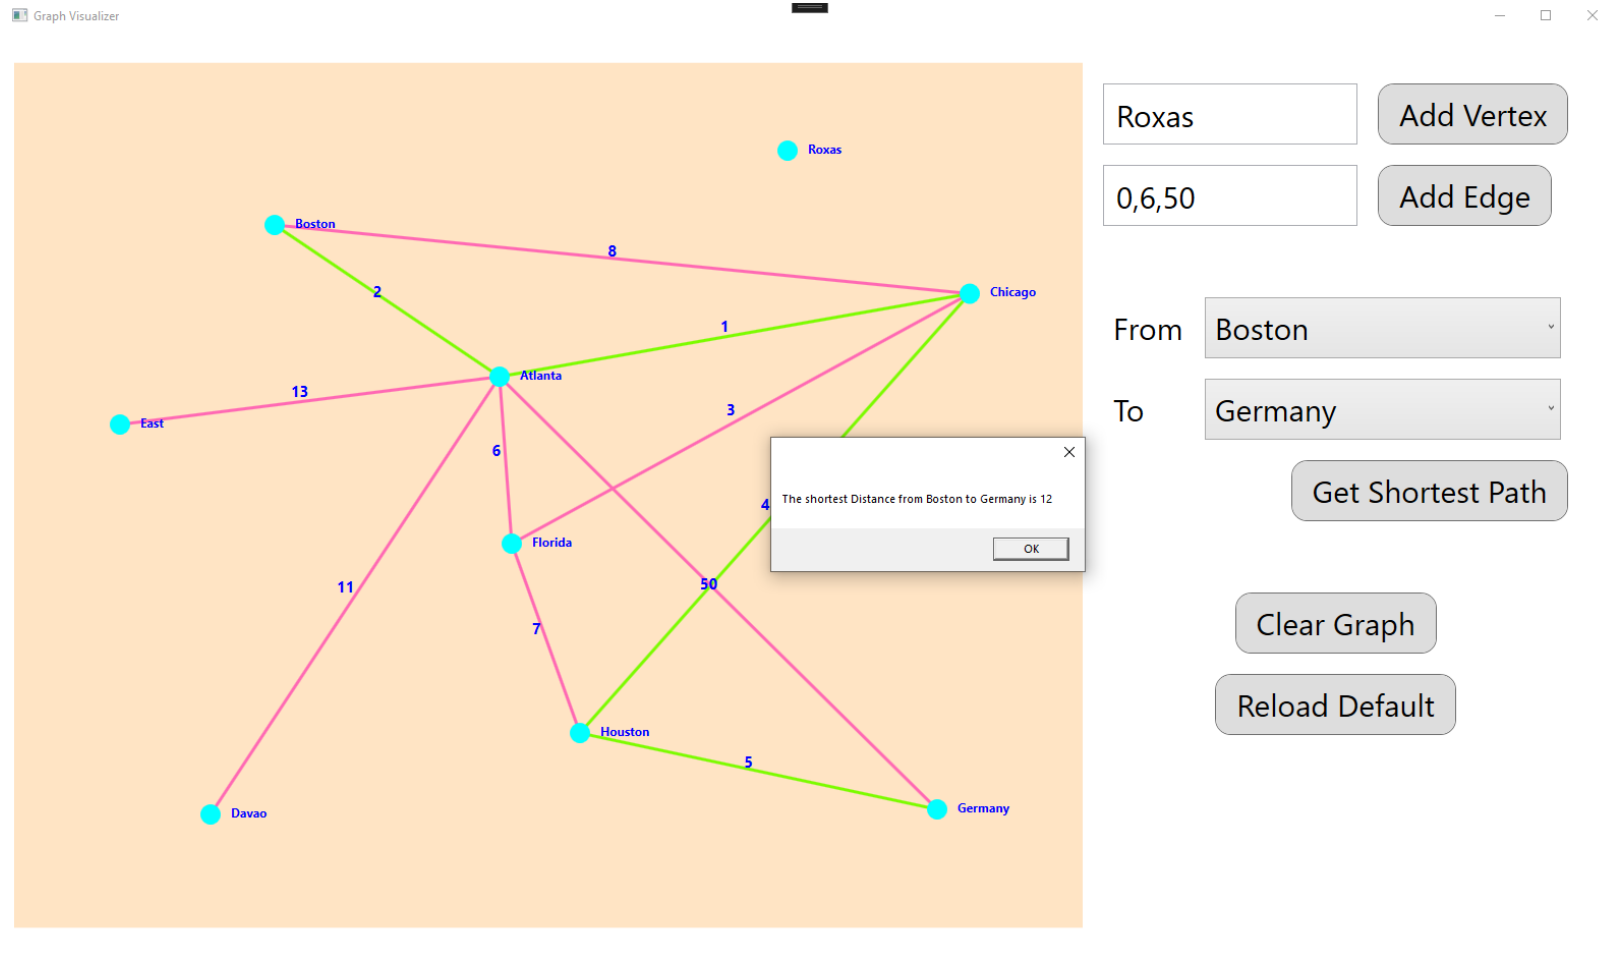 Graph Visualizer
Roxas
Add Vertex
Roxas
0,6,50
Add Edge
Boston
8
2
Chicago
1
From
Boston
Atlanta
13
3
To
Germany
East
6
Get Shortest Path
The shortest Distance from Boston to Germany is 12
4
Florida
OK
11
50
7
Clear Graph
Houston
5
Reload Default
Davao
Germany